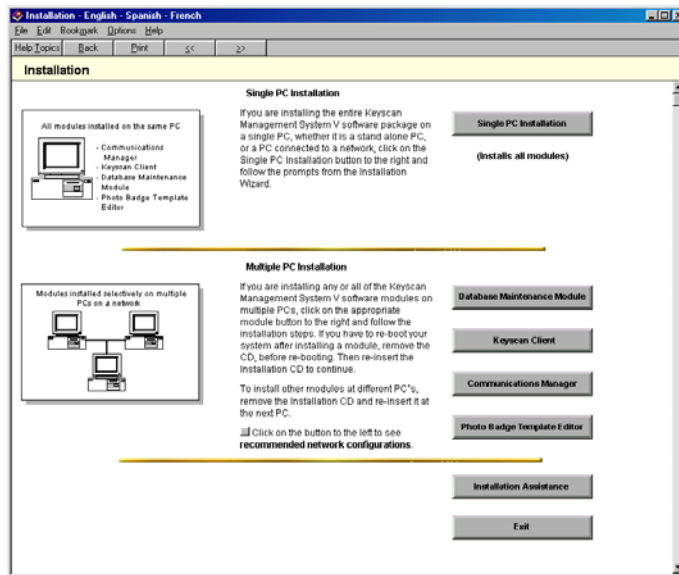 Installation - English - Spanish - French
File Edit Bookmark Options Help
Help Topics Back Print << >>
Installation
Single PC Installation
All modules installed on the same PC
- Communications
Manager
- Keyscan Client
- Database Maintenance
Module
- Photo Badge Template
Editor
If you are installing the entire Keyscan
Management System V software package on
a single PC, whether it is a stand alone PC,
or a PC connected to a network, click on the
Single PC Installation button to the right and
follow the prompts from the Installation
Wizard.
Single PC Installation
(Installs all modules)
Multiple PC Installation
Modules installed selectively on multiple
PCs on a network
If you are installing any or all of the Keyscan
Management System V software modules on
multiple PCs, click on the appropriate
module button to the right and follow the
installation steps. If you have to re-boot your
system after installing a module, remove the
CD, before re-booting. Then re-insert the
Installation CD to continue.
To install other modules at different PC"s,
remove the Installation CD and re-insert it at
the next PC.
Click on the button to the left to see
recommended network configurations.
Database Maintenance Module
Keyscan Client
Communications Manager
Photo Badge Template Editor
Installation Assistance
Exit